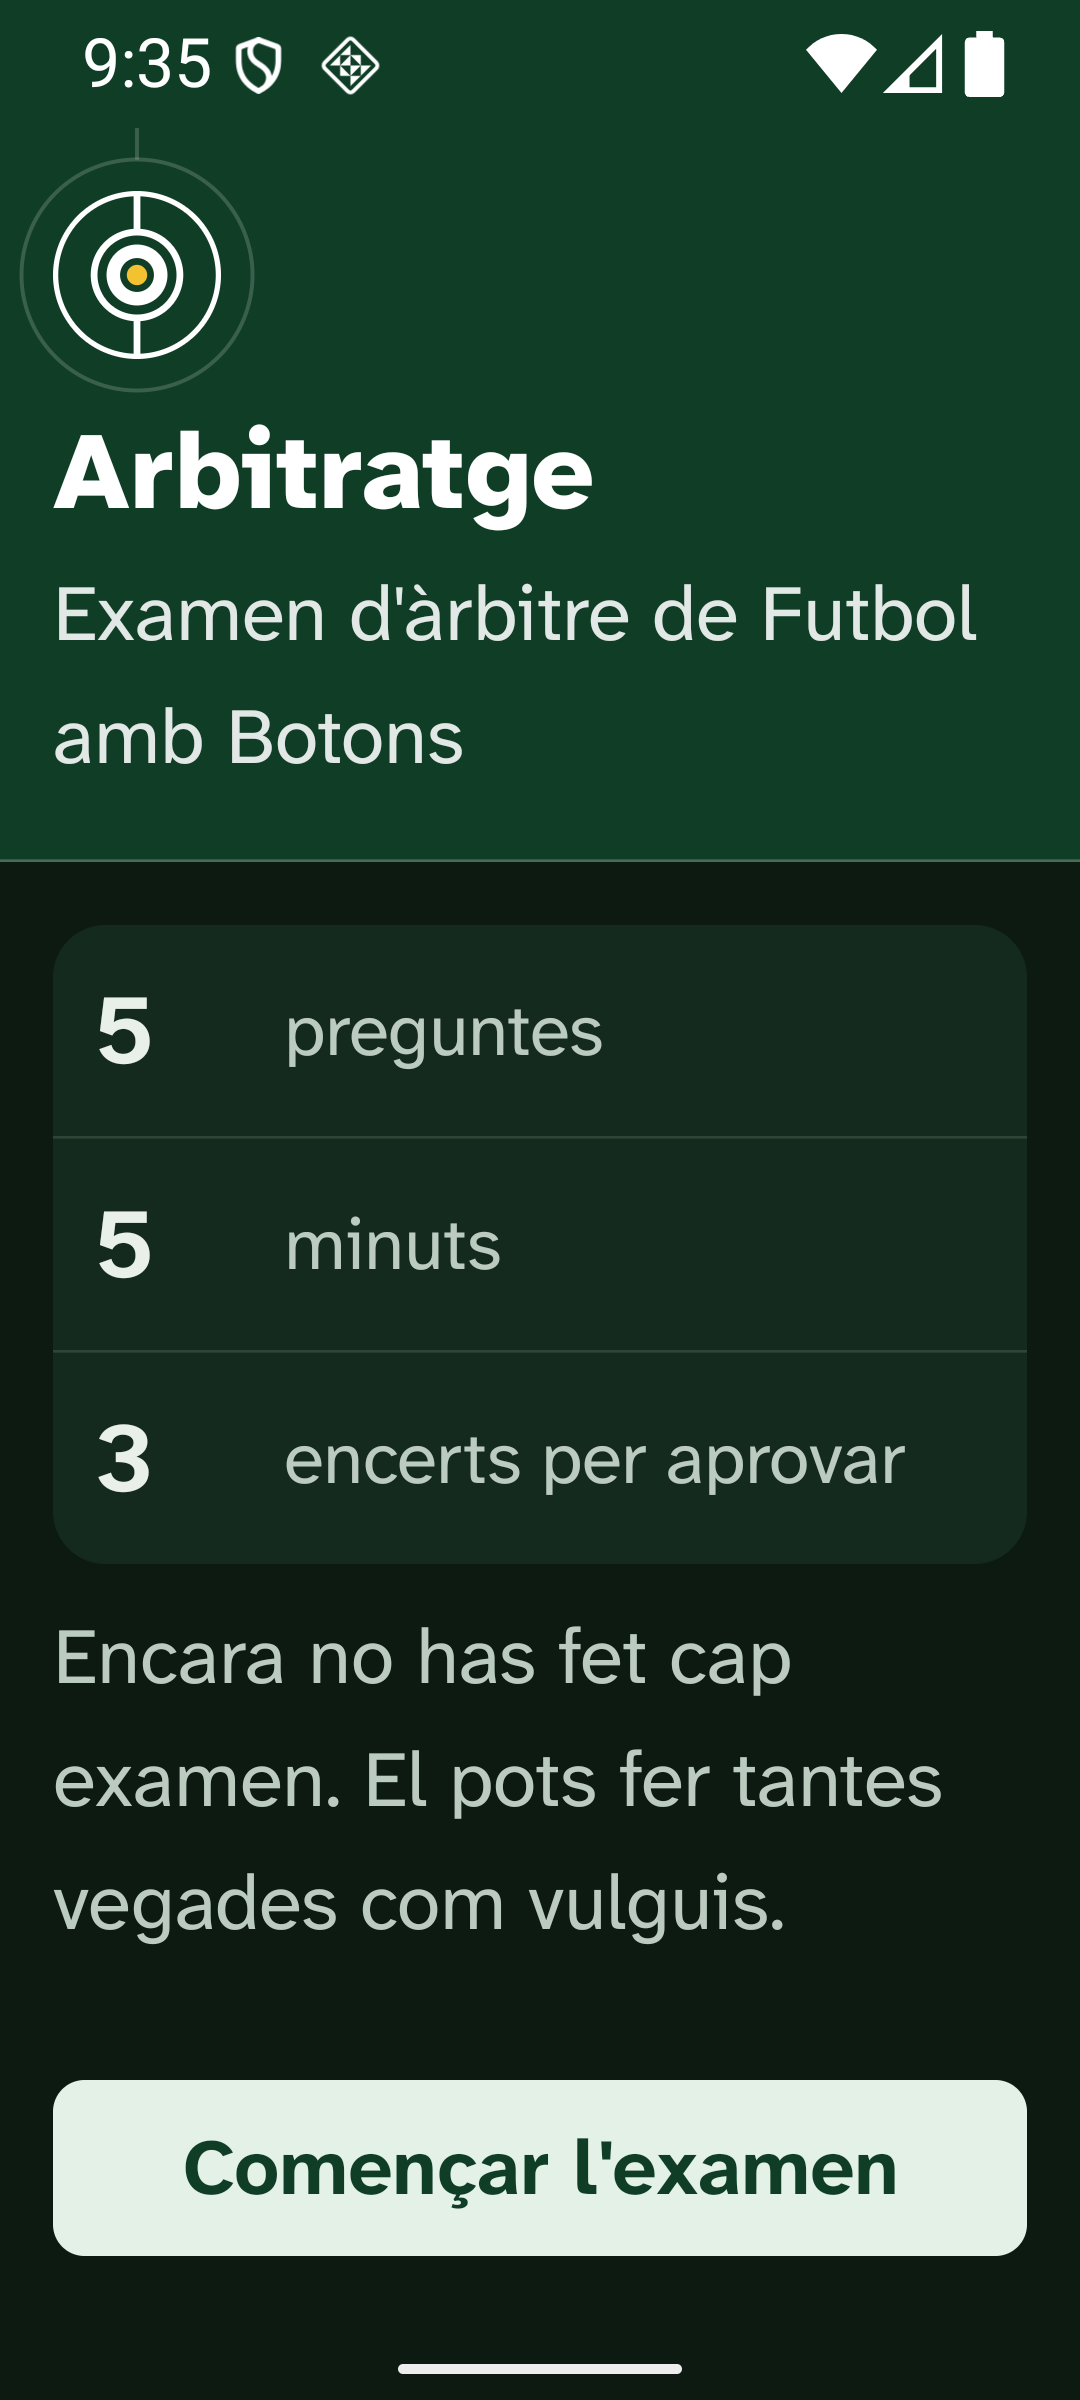 9:35
Arbitratge
Examen d'àrbitre de Futbol
amb Botons
5 preguntes
5 minuts
3 encerts per aprovar
Encara no has fet cap
examen. El pots fer tantes
vegades com vulguis.
Començar l'examen